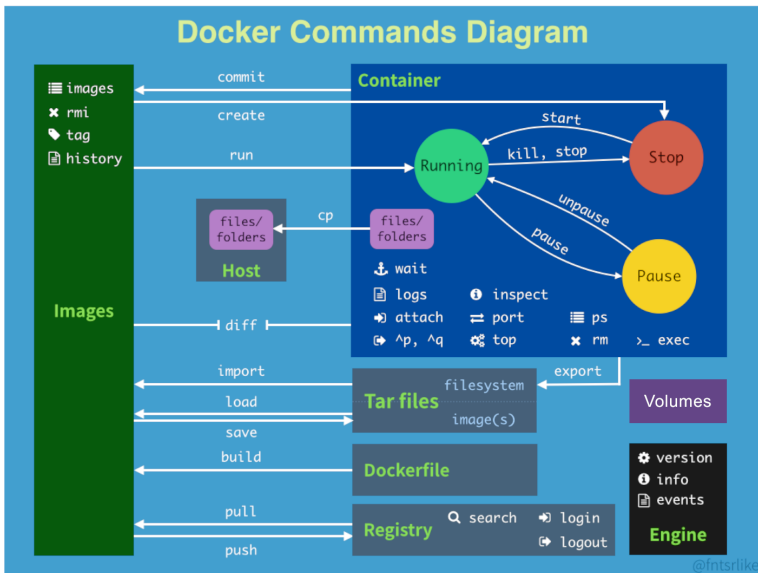 Docker Commands Diagram
images
rmi
tag
history
Images
commit
create
run
Container
Running
start
kill, stop
Stop
unpause
pause
Pause
files/
folders
Host
cp
files/
folders
wait
logs
inspect
attach
port
ps
^p, ^q
top
rm
>_ exec
diff
import
load
save
export
Tar files
filesystem
image(s)
Volumes
build
Dockerfile
pull
push
Registry
search
login
logout
version
info
events
Engine
@fntsrlike